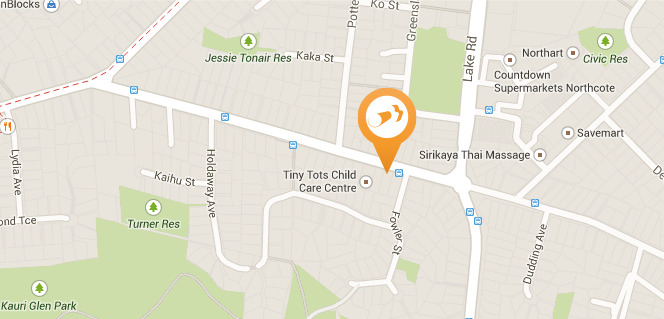 nBlocks
Ko St
Potte
Greensl
Lake Rd
Jessie Tonair Res
Kaka St
Northart
Civic Res
Countdown
Supermarkets Northcote
Savemart
Sirikaya Thai Massage
Lydia Ave
Holdaway Ave
Kaihu St
Tiny Tots Child
Care Centre
De
ond Tce
Turner Res
Fowler St
Dudding Ave
Kauri Glen Park